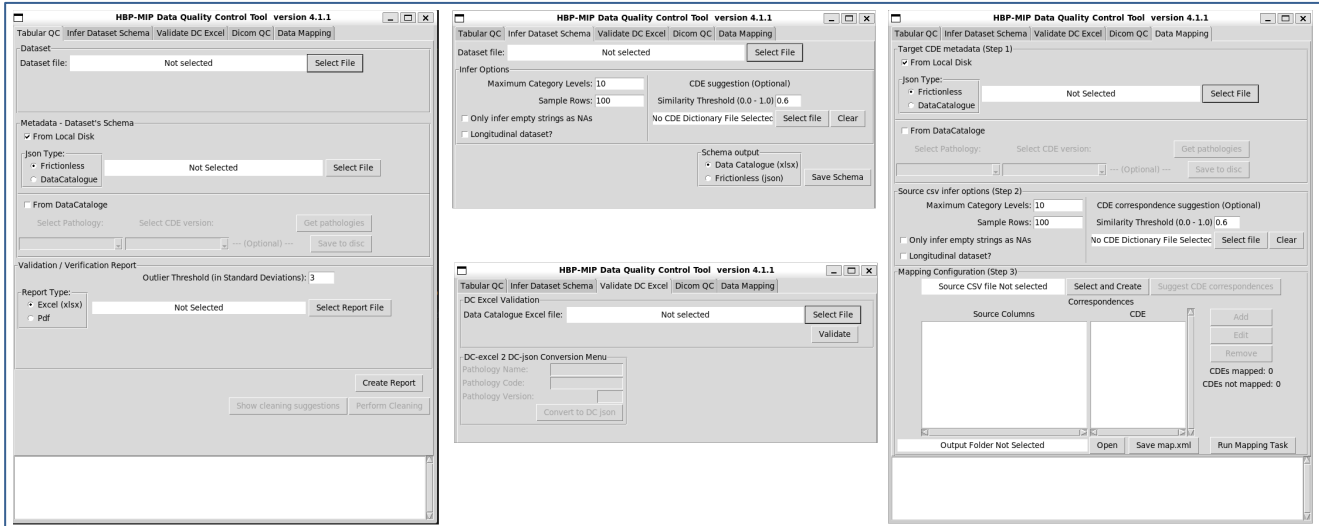 HBP-MIP Data Quality Control Tool version 4.1.1
Tabular QC Infer Dataset Schema Validate DC Excel Dicom QC Data Mapping
Dataset
Dataset file: Not selected Select File
Metadata - Dataset's Schema
From Local Disk
Json Type:
Frictionless
DataCatalogue
Not Selected Select File
From DataCataloge
Select Pathology: Select CDE version: Get pathologies
--- (Optional) --- Save to disc
Validation / Verification Report
Outlier Threshold (in Standard Deviations): 3
Report Type:
Excel (xlsx)
Pdf
Not Selected Select Report File
Create Report
Show cleaning suggestions Perform Cleaning
HBP-MIP Data Quality Control Tool version 4.1.1
Tabular QC Infer Dataset Schema Validate DC Excel Dicom QC Data Mapping
Dataset file: Not selected Select File
Infer Options
Maximum Category Levels: 10 CDE suggestion (Optional)
Sample Rows: 100 Similarity Threshold (0.0 - 1.0) 0.6
Only infer empty strings as NAs No CDE Dictionary File Selected Select file Clear
Longitudinal dataset?
Schema output
Data Catalogue (xlsx)
Frictionless (json) Save Schema
HBP-MIP Data Quality Control Tool version 4.1.1
Tabular QC Infer Dataset Schema Validate DC Excel Dicom QC Data Mapping
DC Excel Validation
Data Catalogue Excel file: Not selected Select File
Validate
DC-excel 2 DC-json Conversion Menu
Pathology Name:
Pathology Code:
Pathology Version:
Convert to DC json
HBP-MIP Data Quality Control Tool version 4.1.1
Tabular QC Infer Dataset Schema Validate DC Excel Dicom QC Data Mapping
Target CDE metadata (Step 1)
From Local Disk
Json Type:
Frictionless
DataCatalogue
Not Selected Select File
From DataCataloge
Select Pathology: Select CDE version: Get pathologies
--- (Optional) --- Save to disc
Source csv infer options (Step 2)
Maximum Category Levels: 10 CDE correspondence suggestion (Optional)
Sample Rows: 100 Similarity Threshold (0.0 - 1.0) 0.6
Only infer empty strings as NAs No CDE Dictionary File Selected Select file Clear
Longitudinal dataset?
Mapping Configuration (Step 3)
Source CSV file Not selected Select and Create Suggest CDE correspondences
Correspondences
Source Columns CDE
Add
Edit
Remove
CDEs mapped: 0
CDEs not mapped: 0
Output Folder Not Selected Open Save map.xml Run Mapping Task